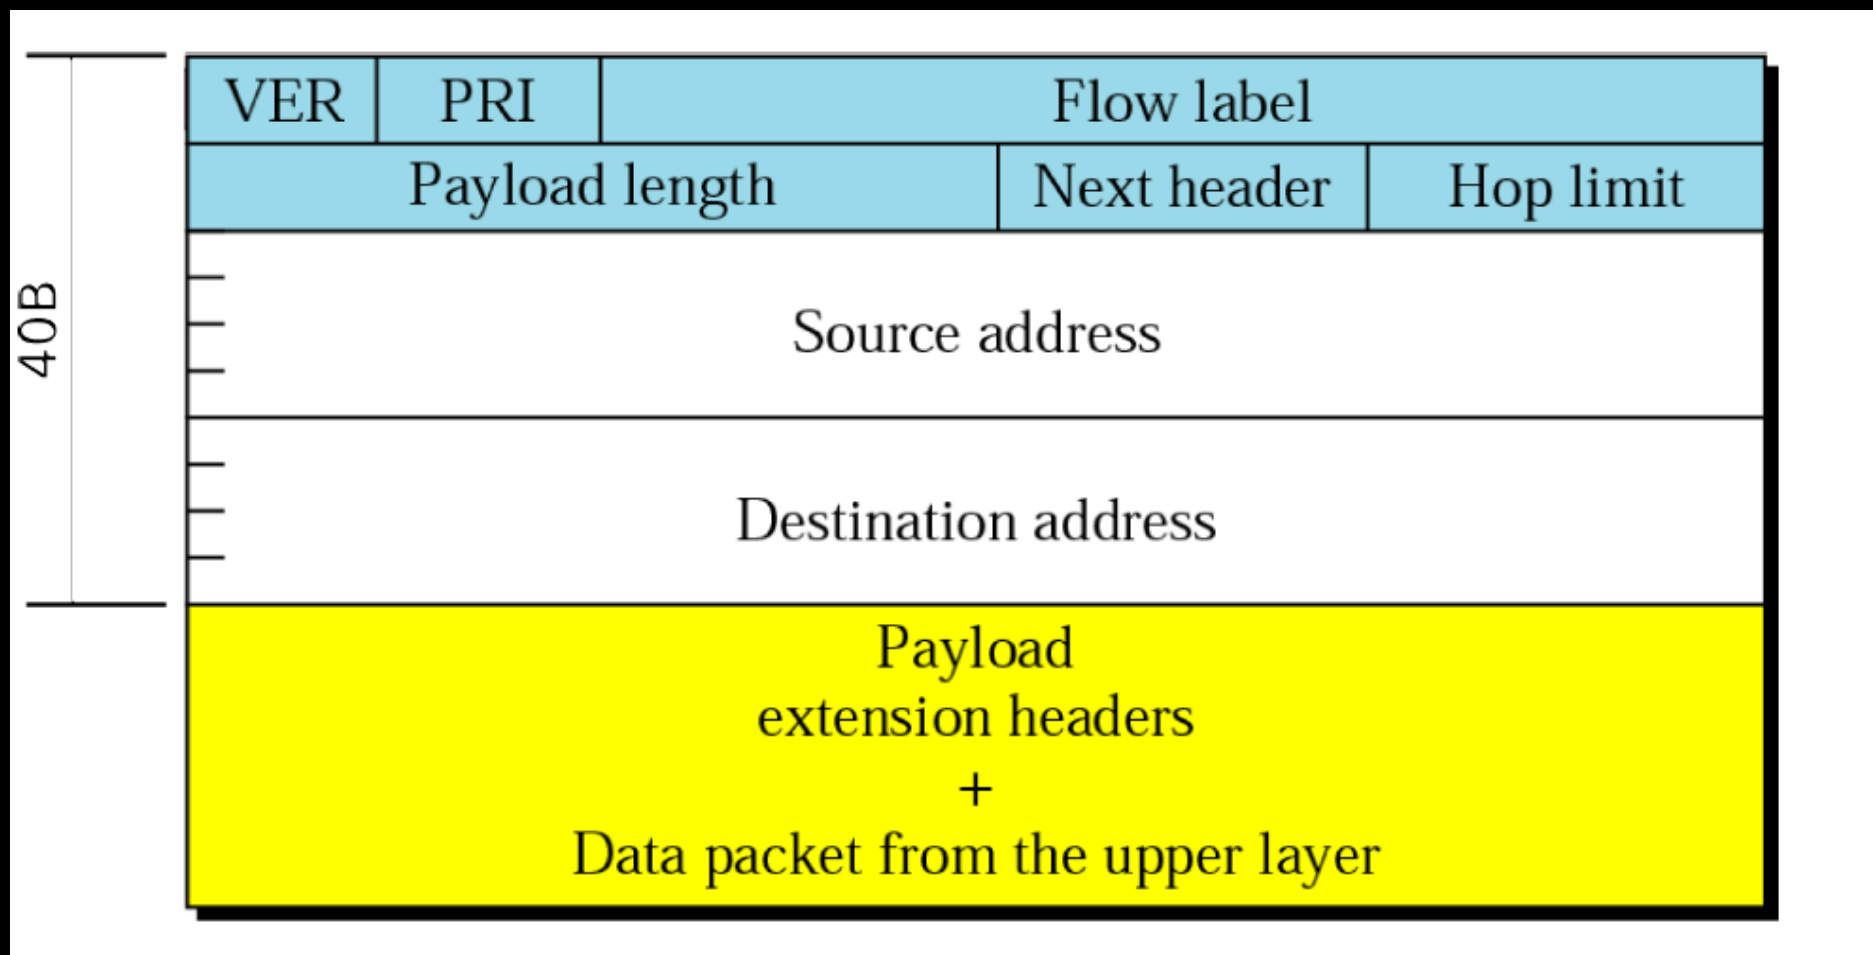 VER PRI Flow label
Payload length Next header Hop limit
40B
Source address
Destination address
Payload
extension headers
+
Data packet from the upper layer